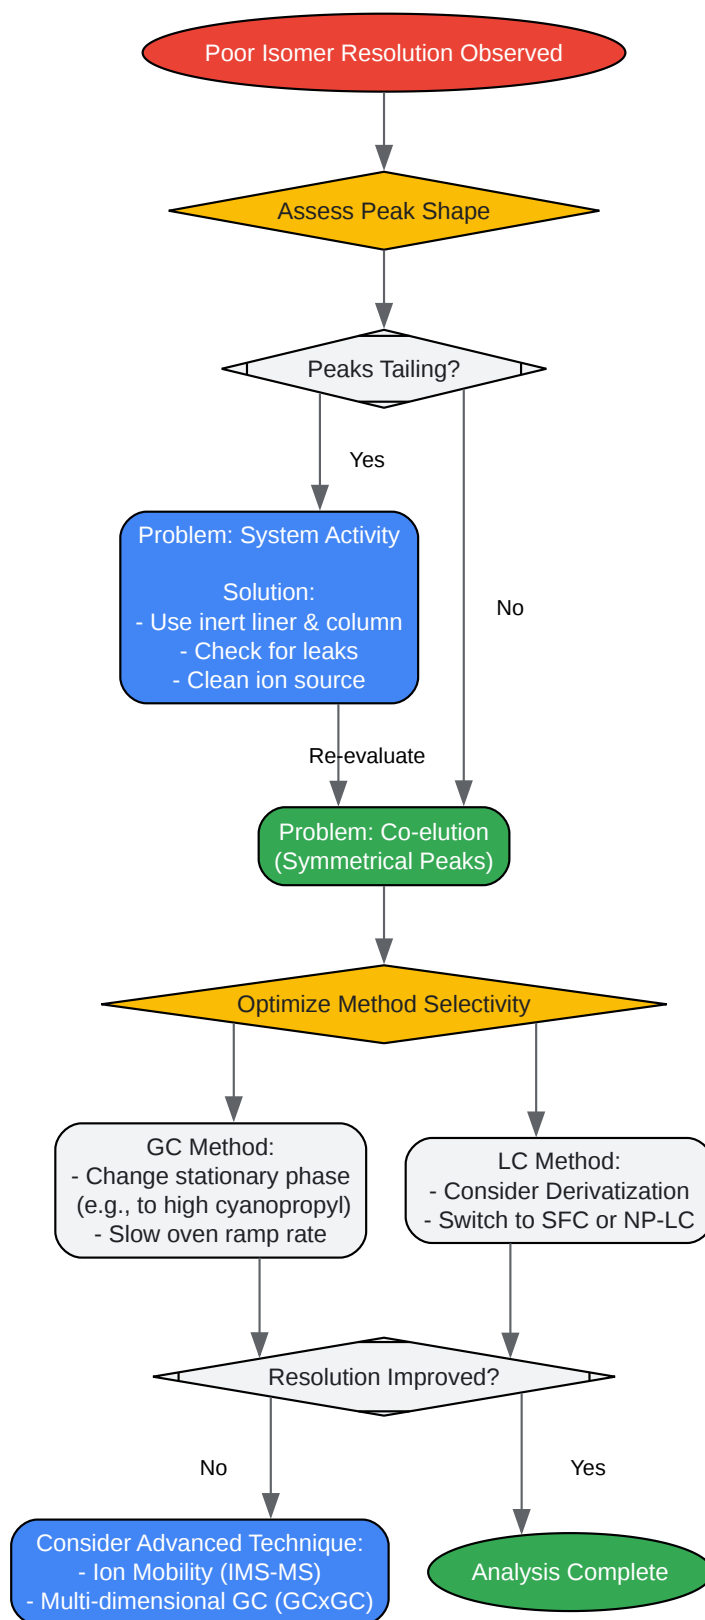 Poor Isomer Resolution Observed
Assess Peak Shape
Peaks Tailing?
Yes
Problem: System Activity
Solution:
- Use inert liner & column
- Check for leaks
- Clean ion source
No
Re-evaluate
Problem: Co-elution
(Symmetrical Peaks)
Optimize Method Selectivity
GC Method:
- Change stationary phase
(e.g., to high cyanopropyl)
- Slow oven ramp rate
LC Method:
- Consider Derivatization
- Switch to SFC or NP-LC
Resolution Improved?
No
Yes
Consider Advanced Technique:
- Ion Mobility (IMS-MS)
- Multi-dimensional GC (GCxGC)
Analysis Complete